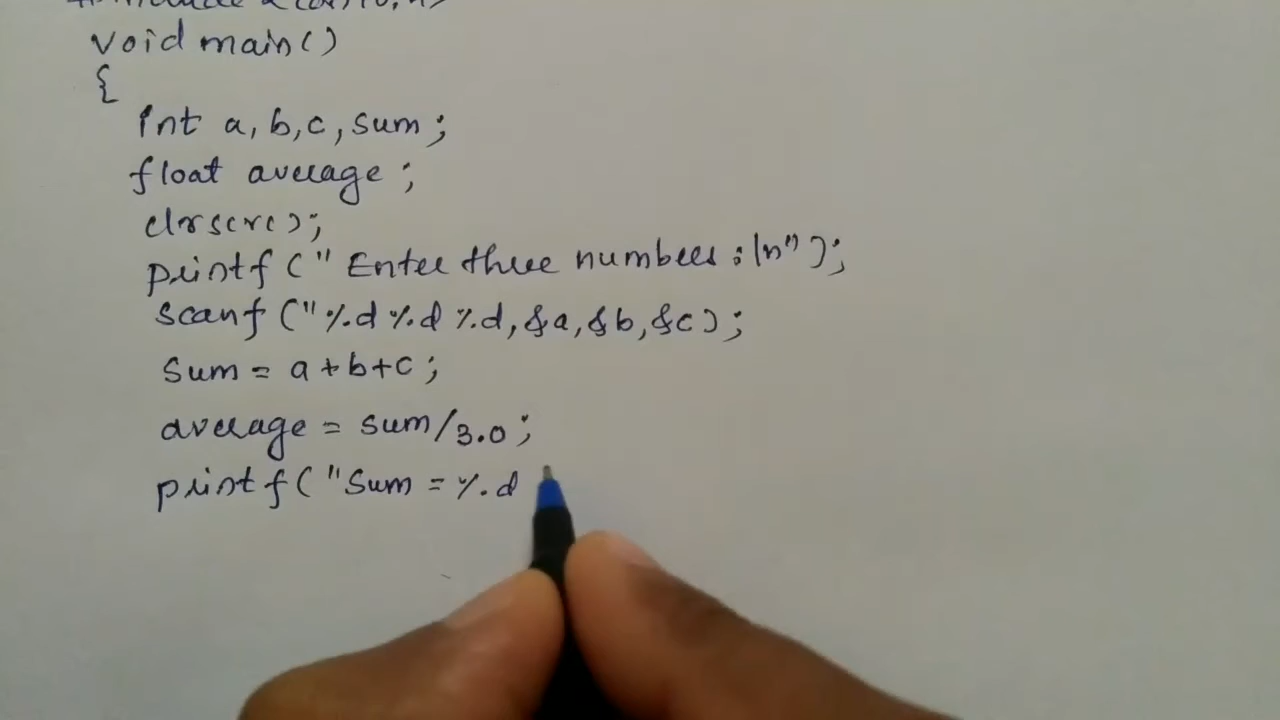 void main()
{
int a, b, c, sum;
float average;
clrscr();
printf("Enter three numbers:\n");
scanf("%d %d %d, &a, &b, &c);
Sum = a+b+c;
average = sum/3.0;
printf("Sum = %d